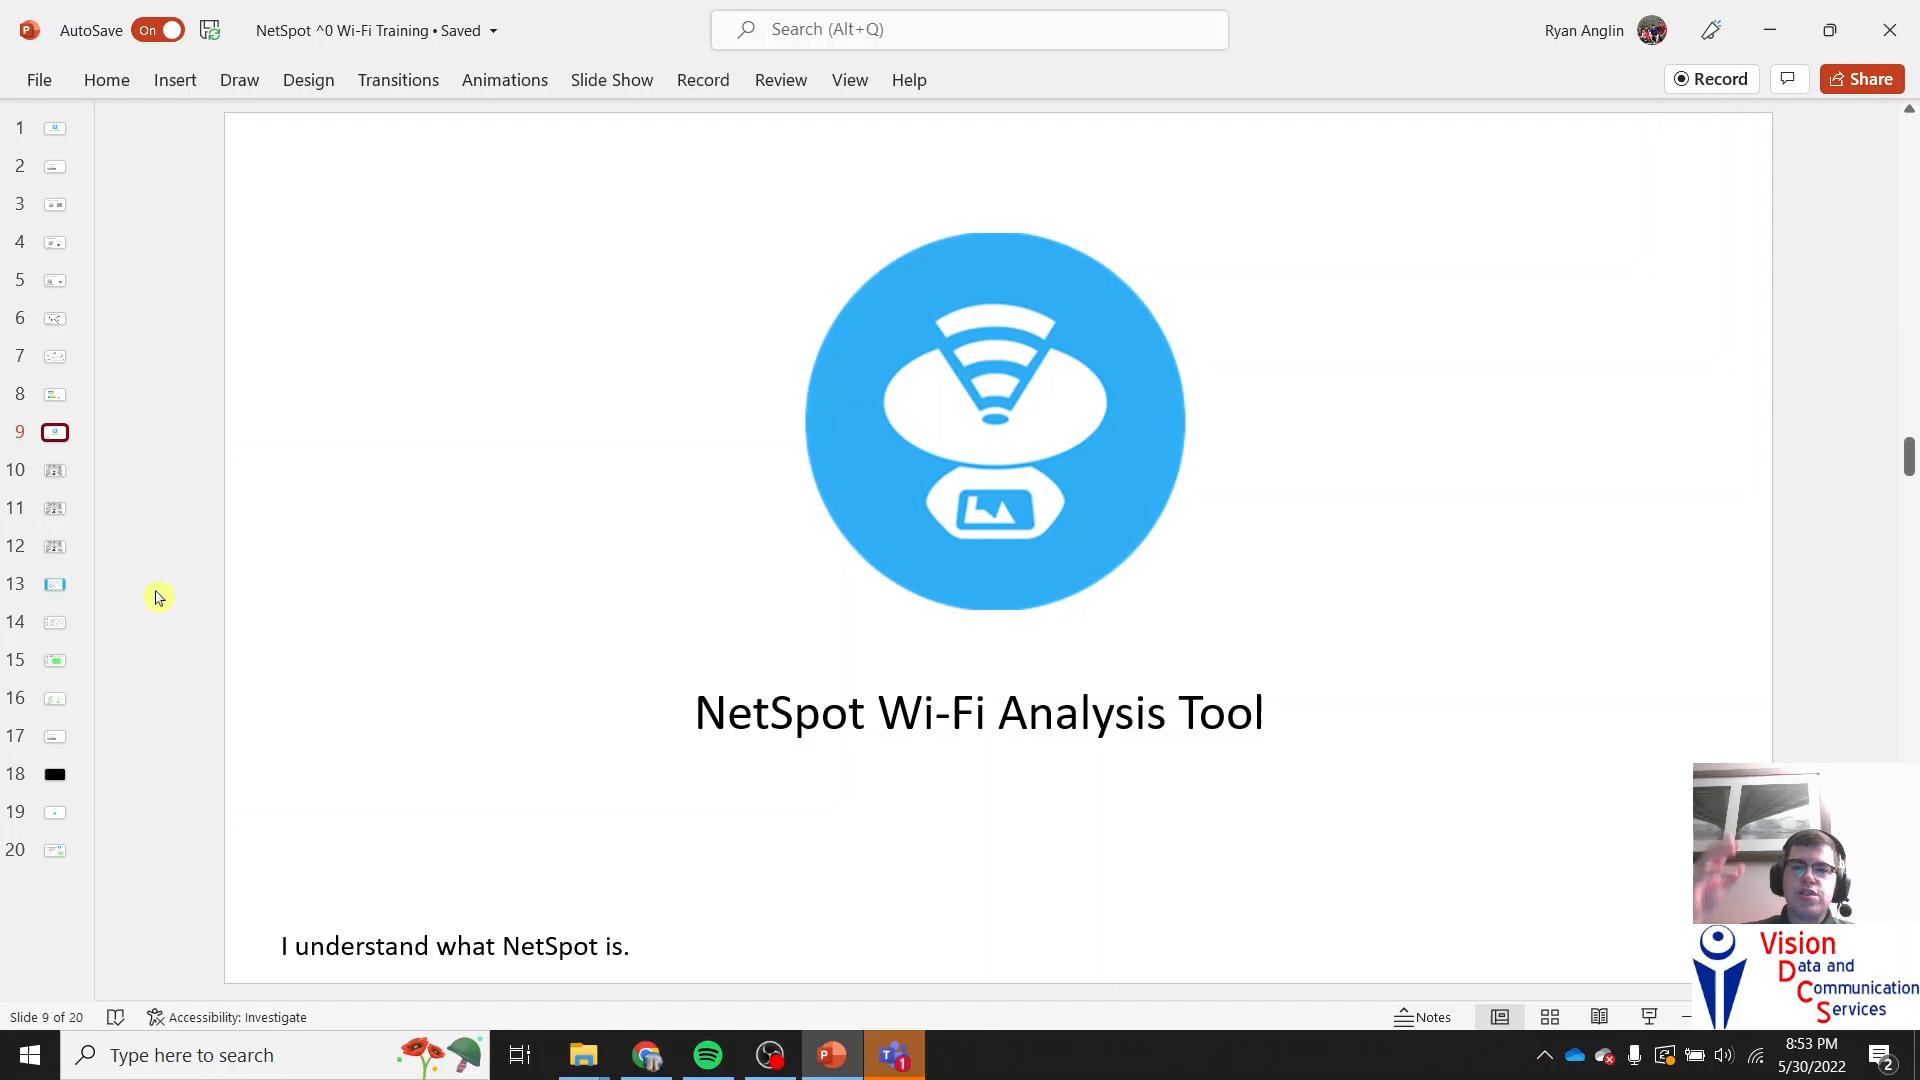 AutoSave
On
NetSpot ^0 Wi-Fi Training • Saved
Search (Alt+Q)
Ryan Anglin
File Home Insert Draw Design Transitions Animations Slide Show Record Review View Help
Record
Share
1
2
3
4
5
6
7
8
9
10
11
12
13
14
15
16
17
18
19
20
NetSpot Wi-Fi Analysis Tool
I understand what NetSpot is.
Vision
Data and
Communication
Services
Slide 9 of 20
Accessibility: Investigate
Notes
Type here to search
1
8:53 PM
5/30/2022
2